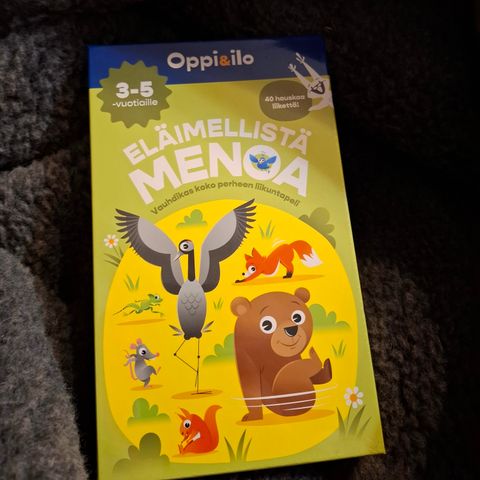 Oppi&ilo
3-5
-vuotiaille
40 hauskaa
liikettä!
ELÄIMELLISTÄ
MENOA
Vauhdikas koko perheen liikuntapeli